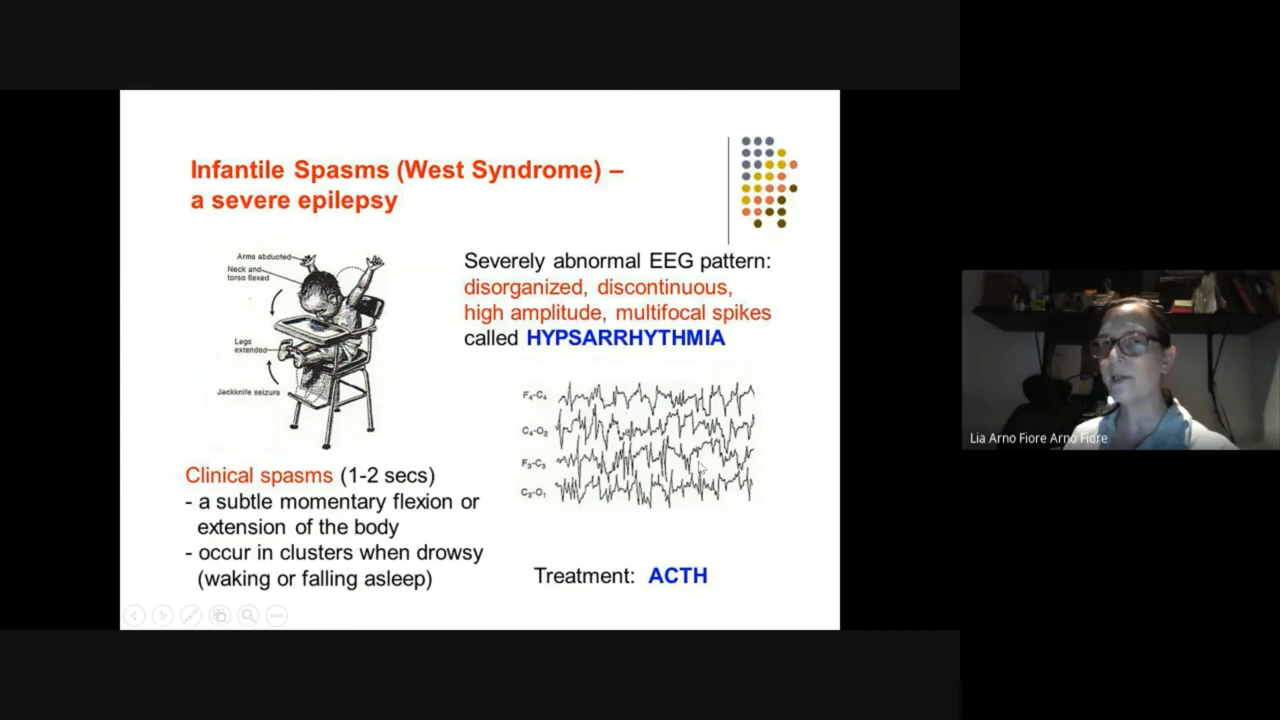 Infantile Spasms (West Syndrome) –
a severe epilepsy
Arms abducted
Neck and
torso flexed
Legs
extended
Jackknife seizure
Severely abnormal EEG pattern:
disorganized, discontinuous,
high amplitude, multifocal spikes
called HYPSARRHYTHMIA
F₄-C₄
C₄-O₂
F₃-C₃
C₃-O₁
Clinical spasms (1-2 secs)
- a subtle momentary flexion or
extension of the body
- occur in clusters when drowsy
(waking or falling asleep)
Treatment: ACTH
Lia Arno Fiore Arno Fiore